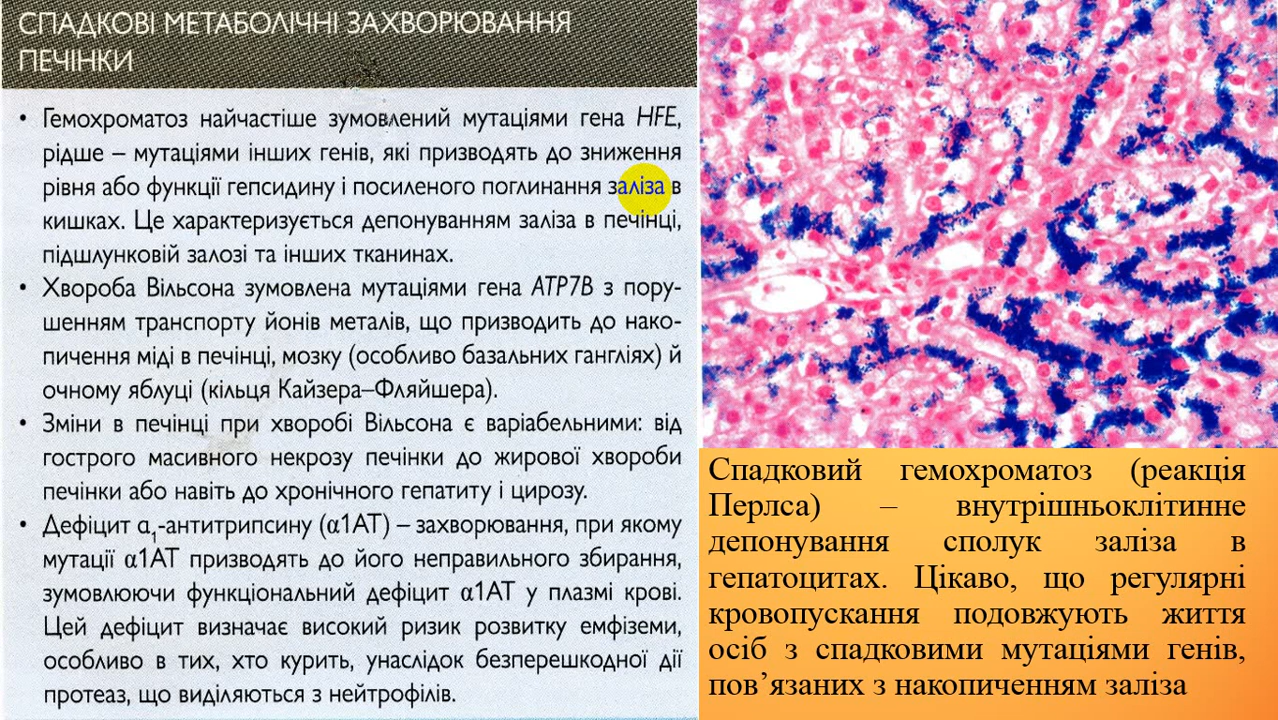 СПАДКОВІ МЕТАБОЛІЧНІ ЗАХВОРЮВАННЯ
ПЕЧІНКИ
• Гемохроматоз найчастіше зумовлений мутаціями гена HFE,
рідше – мутаціями інших генів, які призводять до зниження
рівня або функції гепсидину і посиленого поглинання заліза в
кишках. Це характеризується депонуванням заліза в печінці,
підшлунковій залозі та інших тканинах.
• Хвороба Вільсона зумовлена мутаціями гена ATP7B з пору-
шенням транспорту йонів металів, що призводить до нако-
пичення міді в печінці, мозку (особливо базальних гангліях) й
очному яблуці (кільця Кайзера–Фляйшера).
• Зміни в печінці при хворобі Вільсона є варіабельними: від
гострого масивного некрозу печінки до жирової хвороби
печінки або навіть до хронічного гепатиту і цирозу.
• Дефіцит α₁-антитрипсину (α1АТ) – захворювання, при якому
мутації α1АТ призводять до його неправильного збирання,
зумовлюючи функціональний дефіцит α1АТ у плазмі крові.
Цей дефіцит визначає високий ризик розвитку емфіземи,
особливо в тих, хто курить, унаслідок безперешкодної дії
протеаз, що виділяються з нейтрофілів.
Спадковий гемохроматоз (реакція
Перлса) – внутрішньоклітинне
депонування сполук заліза в
гепатоцитах. Цікаво, що регулярні
кровопускання подовжують життя
осіб з спадковими мутаціями генів,
пов’язаних з накопиченням заліза